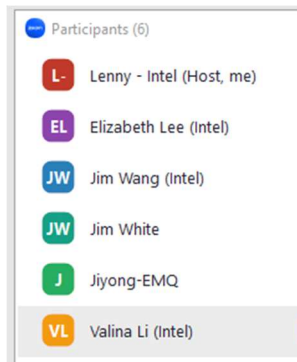 Participants (6)
L- Lenny - Intel (Host, me)
EL Elizabeth Lee (Intel)
JW Jim Wang (Intel)
JW Jim White
J Jiyong-EMQ
VL Valina Li (Intel)